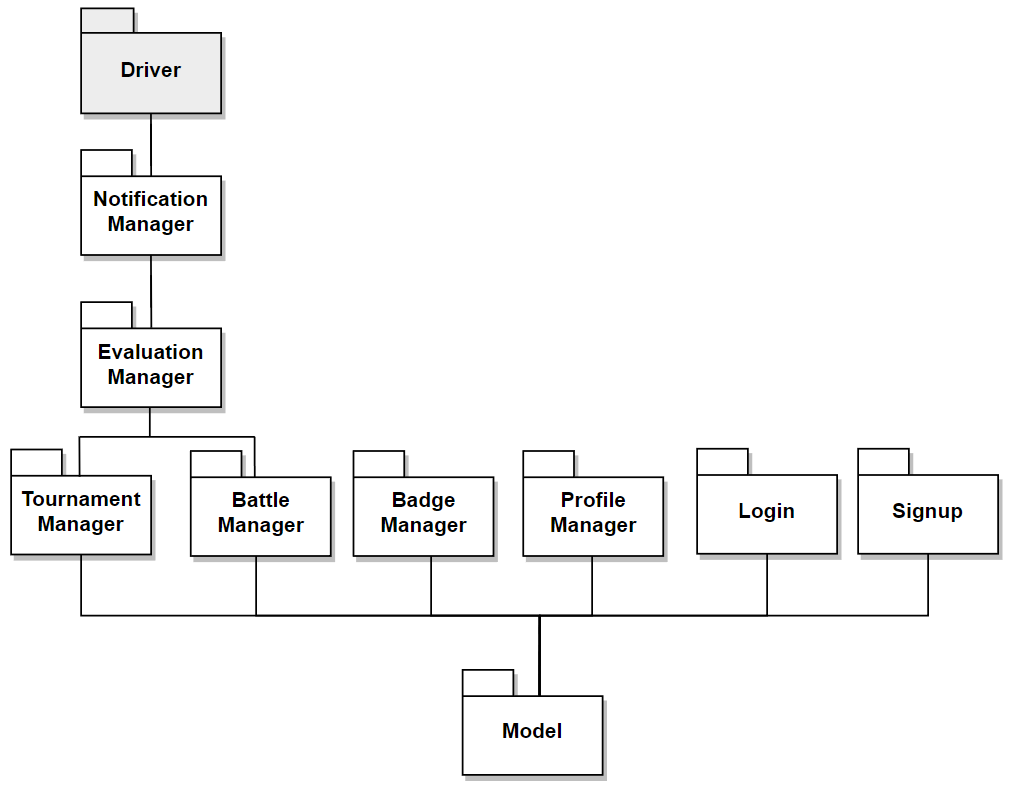 Driver
Notification
Manager
Evaluation
Manager
Tournament
Manager
Battle
Manager
Badge
Manager
Profile
Manager
Login
Signup
Model